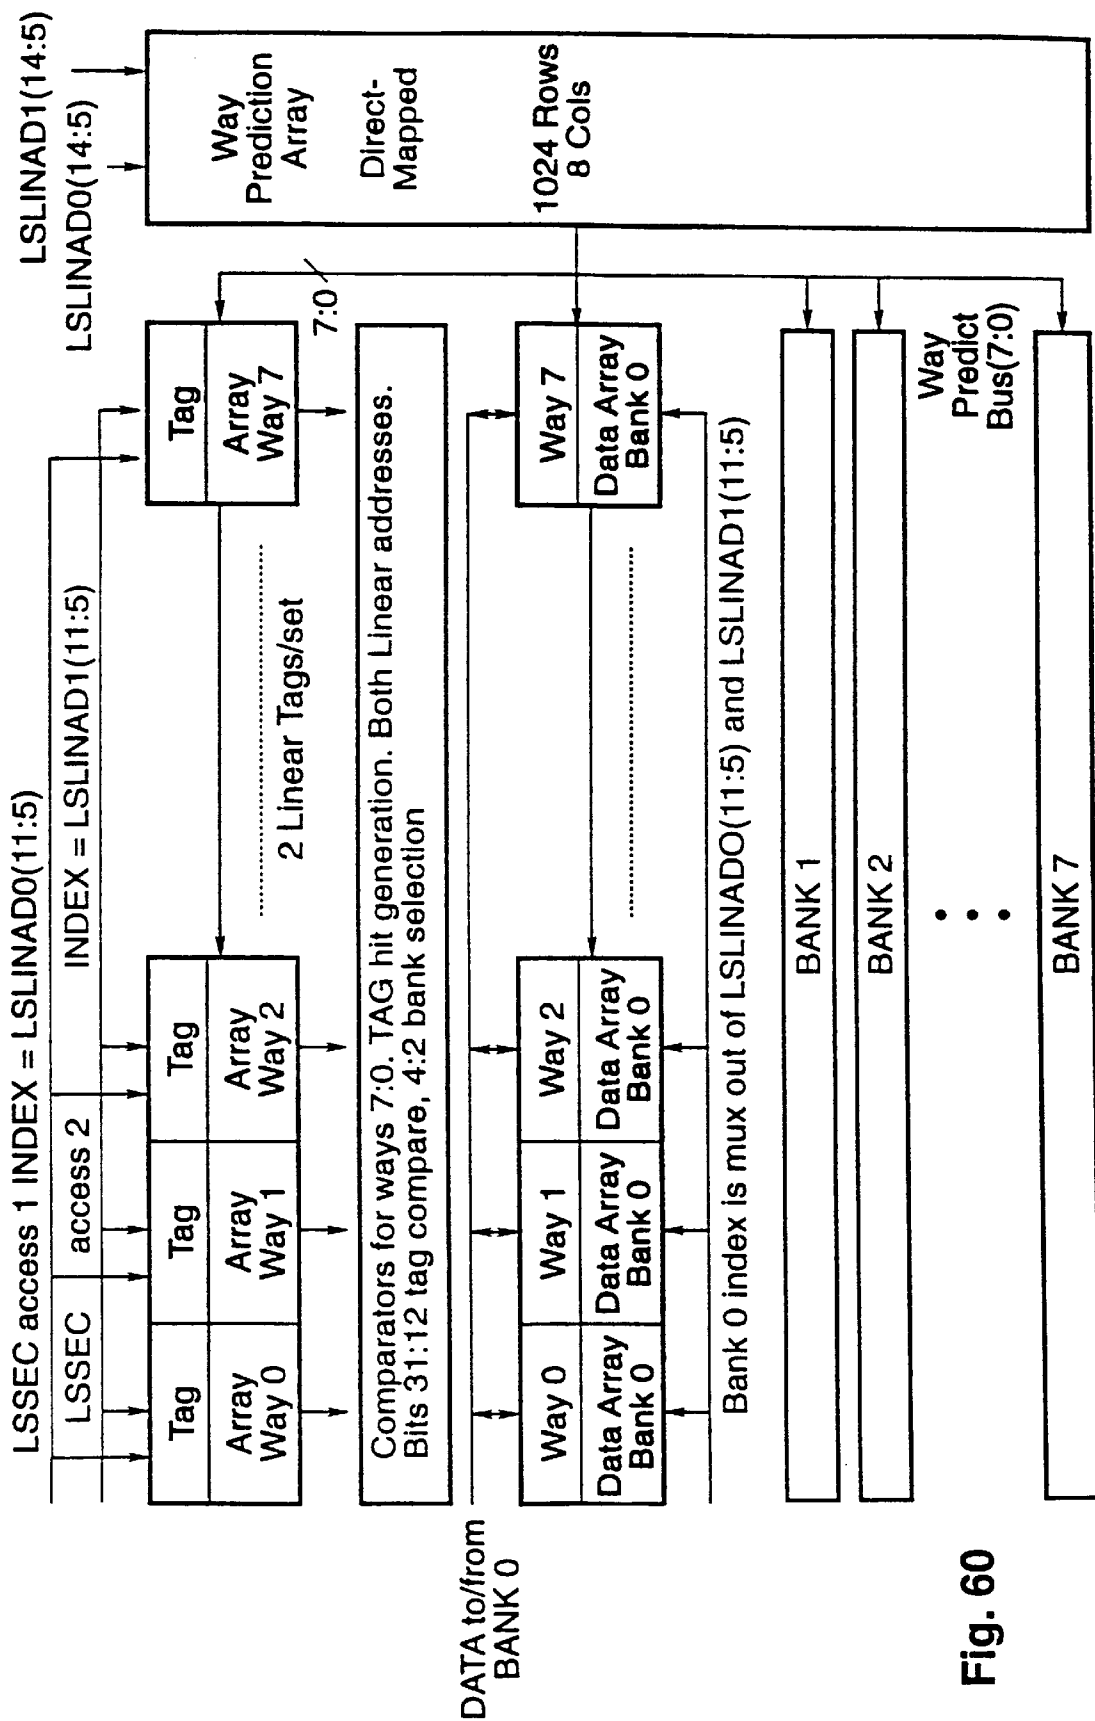 LSSEC access 1 INDEX = LSLINAD0(11:5)
LSSEC access 2 INDEX = LSLINAD1(11:5)
LSLINAD1(14:5)
LSLINAD0(14:5)
Tag
Array
Way 0
Tag
Array
Way 1
Tag
Array
Way 2
2 Linear Tags/set
Tag
Array
Way 7
7:0
Way
Prediction
Array
Direct-
Mapped
1024 Rows
8 Cols
Comparators for ways 7:0. TAG hit generation. Both Linear addresses.
Bits 31:12 tag compare, 4:2 bank selection
DATA to/from
BANK 0
Way 0
Data Array
Bank 0
Way 1
Data Array
Bank 0
Way 2
Data Array
Bank 0
Way 7
Data Array
Bank 0
Bank 0 index is mux out of LSLINADO(11:5) and LSLINAD1(11:5)
BANK 1
BANK 2
Way
Predict
Bus(7:0)
BANK 7
Fig. 60